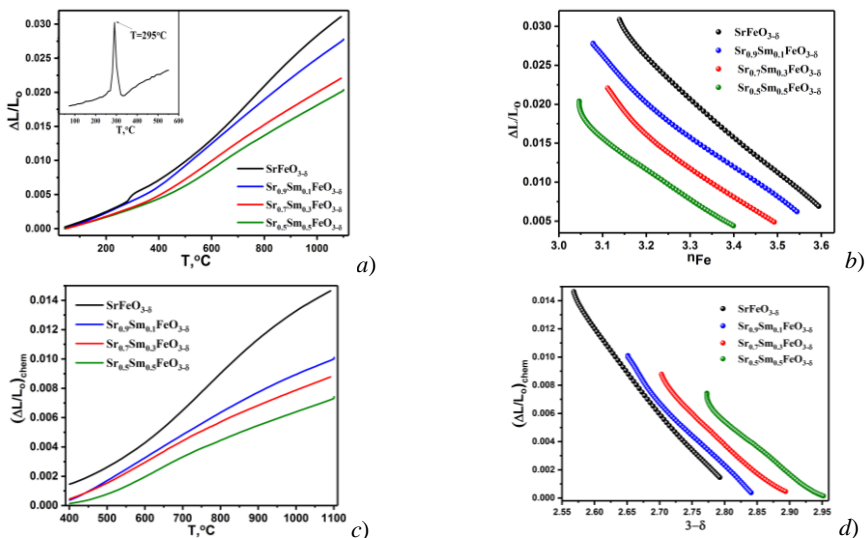 0.030
0.025
0.020
0.015
0.010
0.005
0.000
ΔL/Lo
T=295°C
0 100 200 300 400 500 600
T,°C
SrFeO3-δ
Sr0.9Sm0.1FeO3-δ
Sr0.7Sm0.3FeO3-δ
Sr0.5Sm0.5FeO3-δ
200 400 600 800 1000
T,°C
a)
0.030
0.025
0.020
0.015
0.010
0.005
ΔL/Lo
SrFeO3-δ
Sr0.9Sm0.1FeO3-δ
Sr0.7Sm0.3FeO3-δ
Sr0.5Sm0.5FeO3-δ
3.0 3.1 3.2 3.3 3.4 3.5 3.6
nFe
b)
0.014
0.012
0.010
0.008
0.006
0.004
0.002
0.000
(ΔL/Lo)chem
SrFeO3-δ
Sr0.9Sm0.1FeO3-δ
Sr0.7Sm0.3FeO3-δ
Sr0.5Sm0.5FeO3-δ
400 500 600 700 800 900 1000 1100
T,°C
c)
0.014
0.012
0.010
0.008
0.006
0.004
0.002
0.000
(ΔL/Lo)chem
SrFeO3-δ
Sr0.9Sm0.1FeO3-δ
Sr0.7Sm0.3FeO3-δ
Sr0.5Sm0.5FeO3-δ
2.55 2.60 2.65 2.70 2.75 2.80 2.85 2.90 2.95
3-δ
d)